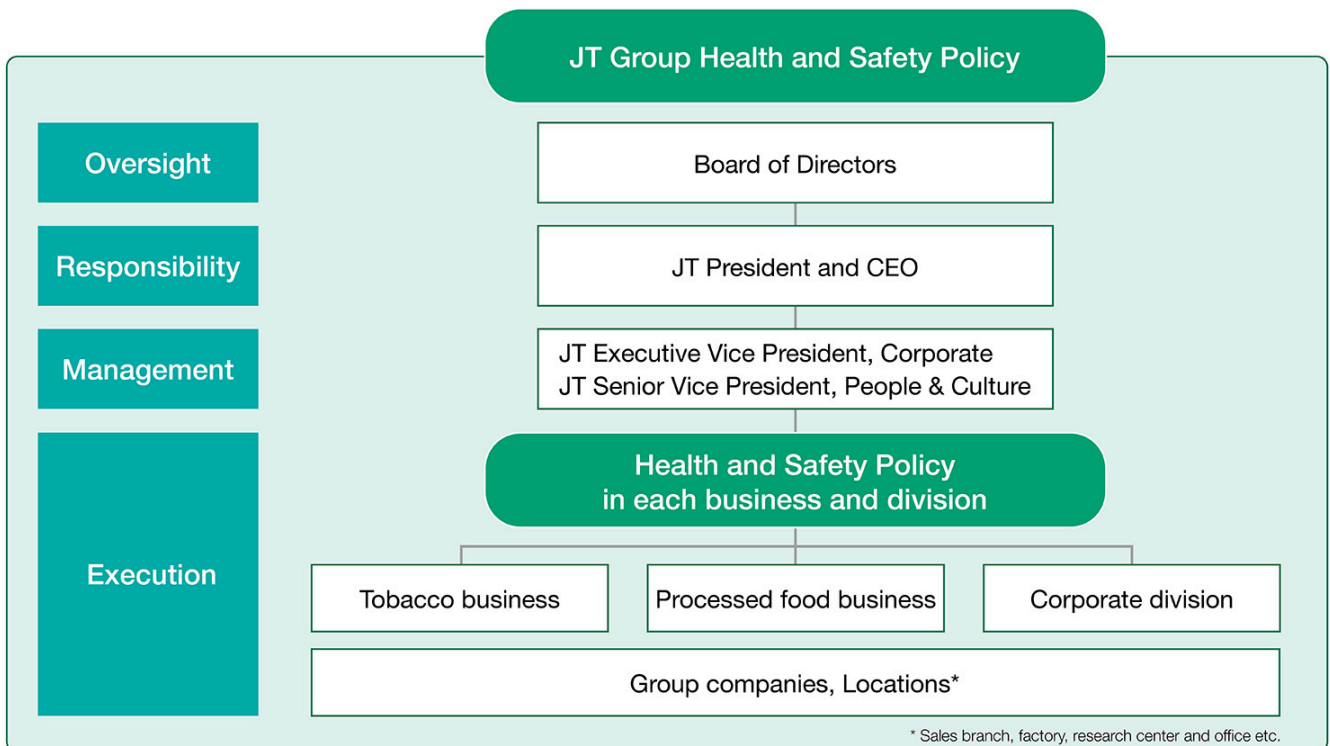 JT Group Health and Safety Policy
Oversight
Board of Directors
Responsibility
JT President and CEO
Management
JT Executive Vice President, Corporate
JT Senior Vice President, People & Culture
Execution
Health and Safety Policy
in each business and division
Tobacco business
Processed food business
Corporate division
Group companies, Locations*
* Sales branch, factory, research center and office etc.